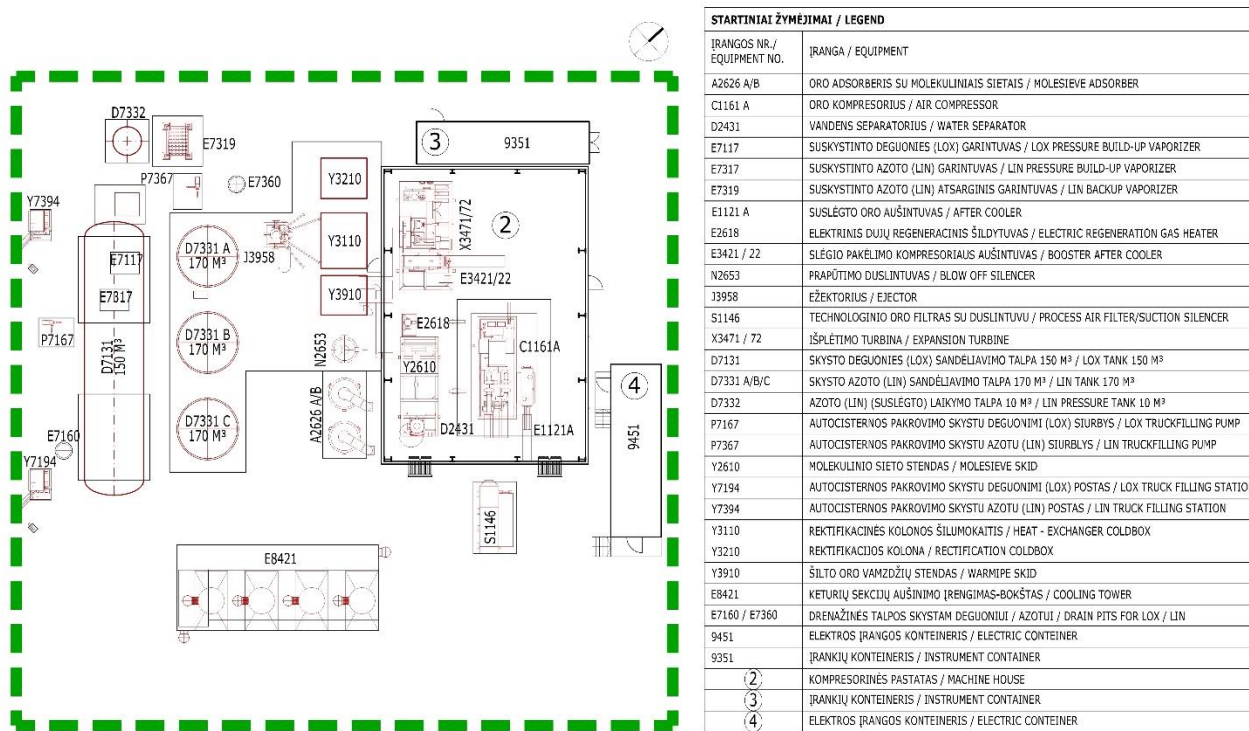 D7332
E7319
P7367
E7360
Y7394
D7331 A
170 M³
J3958
E7117
E7317
D7131
150 M³
P7167
D7331 B
170 M³
D7331 C
170 M³
E7160
Y7194
Y3210
Y3110
Y3910
N2653
A2626 A/B
3
9351
2
X3471/72
E3421/22
E2618
Y2610
C1161A
D2431
E1121A
4
9451
S1146
E8421
STARTINIAI ŽYMĖJIMAI / LEGEND
ĮRANGOS NR./
EQUIPMENT NO.
ĮRANGA / EQUIPMENT
A2626 A/B ORO ADSORBERIS SU MOLEKULINIAIS SIETAIS / MOLESIEVE ADSORBER
C1161 A ORO KOMPRESORIUS / AIR COMPRESSOR
D2431 VANDENS SEPARATORIUS / WATER SEPARATOR
E7117 SUSKYSTINTO DEGUONIES (LOX) GARINTUVAS / LOX PRESSURE BUILD-UP VAPORIZER
E7317 SUSKYSTINTO AZOTO (LIN) GARINTUVAS / LIN PRESSURE BUILD-UP VAPORIZER
E7319 SUSKYSTINTO AZOTO (LIN) ATSARGINIS GARINTUVAS / LIN BACKUP VAPORIZER
E1121 A SUSLĖGTO ORO AUŠINTUVAS / AFTER COOLER
E2618 ELEKTRINIS DUJŲ REGENERACINIS ŠILDYTUVAS / ELECTRIC REGENERATION GAS HEATER
E3421 / 22 SLĖGIO PAKĖLIMO KOMPRESORIAUS AUŠINTUVAS / BOOSTER AFTER COOLER
N2653 PRAPŪTIMO DUSLINTUVAS / BLOW OFF SILENCER
J3958 EŽEKTORIUS / EJECTOR
S1146 TECHNOLOGINIO ORO FILTRAS SU DUSLINTUVU / PROCESS AIR FILTER/SUCTION SILENCER
X3471 / 72 IŠPLĖTIMO TURBINA / EXPANSION TURBINE
D7131 SKYSTO DEGUONIES (LOX) SANDĖLIAVIMO TALPA 150 M³ / LOX TANK 150 M³
D7331 A/B/C SKYSTO AZOTO (LIN) SANDĖLIAVIMO TALPA 170 M³ / LIN TANK 170 M³
D7332 AZOTO (LIN) (SUSLĖGTO) LAIKYMO TALPA 10 M³ / LIN PRESSURE TANK 10 M³
P7167 AUTOCISTERNOS PAKROVIMO SKYSTU DEGUONIMI (LOX) SIURBYS / LOX TRUCKFILLING PUMP
P7367 AUTOCISTERNOS PAKROVIMO SKYSTU AZOTU (LIN) SIURBLYS / LIN TRUCKFILLING PUMP
Y2610 MOLEKULINIO SIETO STENDAS / MOLESIEVE SKID
Y7194 AUTOCISTERNOS PAKROVIMO SKYSTU DEGUONIMI (LOX) POSTAS / LOX TRUCK FILLING STATIO
Y7394 AUTOCISTERNOS PAKROVIMO SKYSTU AZOTU (LIN) POSTAS / LIN TRUCK FILLING STATION
Y3110 REKTIFIKACINĖS KOLONOS ŠILUMOKAITIS / HEAT - EXCHANGER COLDBOX
Y3210 REKTIFIKACIJOS KOLONA / RECTIFICATION COLDBOX
Y3910 ŠILTO ORO VAMZDŽIŲ STENDAS / WARMIPE SKID
E8421 KETURIŲ SEKCIJŲ AUŠINIMO ĮRENGIMAS-BOKŠTAS / COOLING TOWER
E7160 / E7360 DRENAŽINĖS TALPOS SKYSTAM DEGUONIUI / AZOTUI / DRAIN PITS FOR LOX / LIN
9451 ELEKTROS ĮRANGOS KONTEINERIS / ELECTRIC CONTEINER
9351 ĮRANKIŲ KONTEINERIS / INSTRUMENT CONTAINER
2 KOMPRESORINĖS PASTATAS / MACHINE HOUSE
3 ĮRANKIŲ KONTEINERIS / INSTRUMENT CONTAINER
4 ELEKTROS ĮRANGOS KONTEINERIS / ELECTRIC CONTEINER